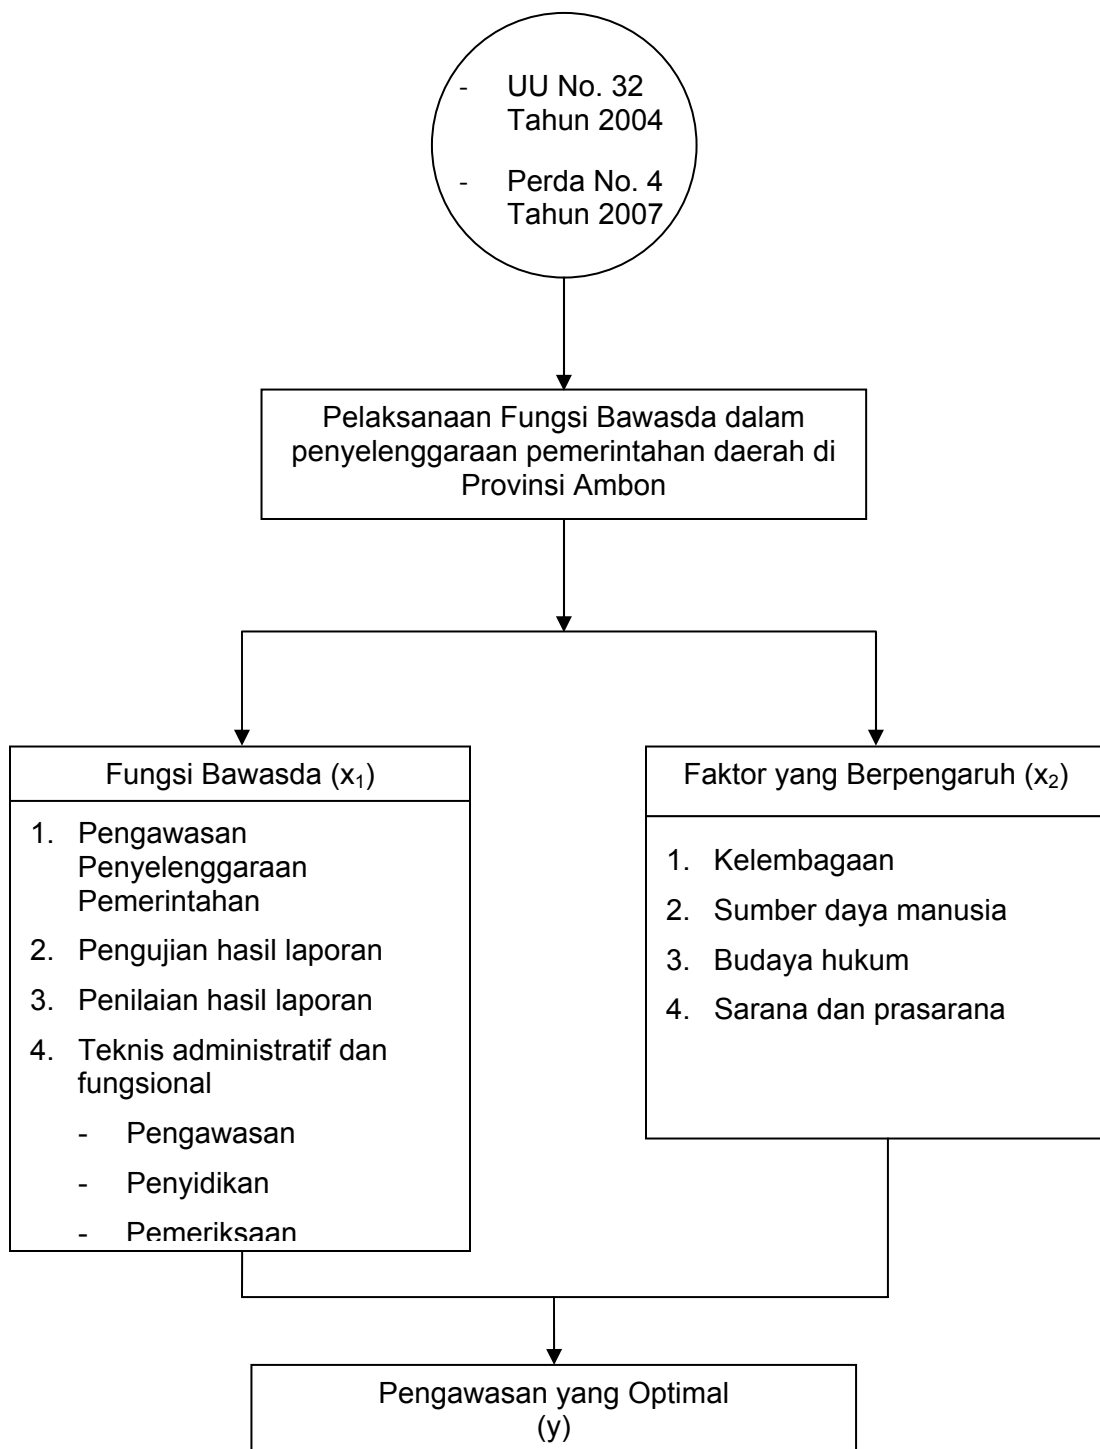 - UU No. 32
Tahun 2004
- Perda No. 4
Tahun 2007
Pelaksanaan Fungsi Bawasda dalam
penyelenggaraan pemerintahan daerah di
Provinsi Ambon
Fungsi Bawasda (x₁)
1. Pengawasan
Penyelenggaraan
Pemerintahan
2. Pengujian hasil laporan
3. Penilaian hasil laporan
4. Teknis administratif dan
fungsional
- Pengawasan
- Penyidikan
- Pemeriksaan
Faktor yang Berpengaruh (x₂)
1. Kelembagaan
2. Sumber daya manusia
3. Budaya hukum
4. Sarana dan prasarana
Pengawasan yang Optimal
(y)